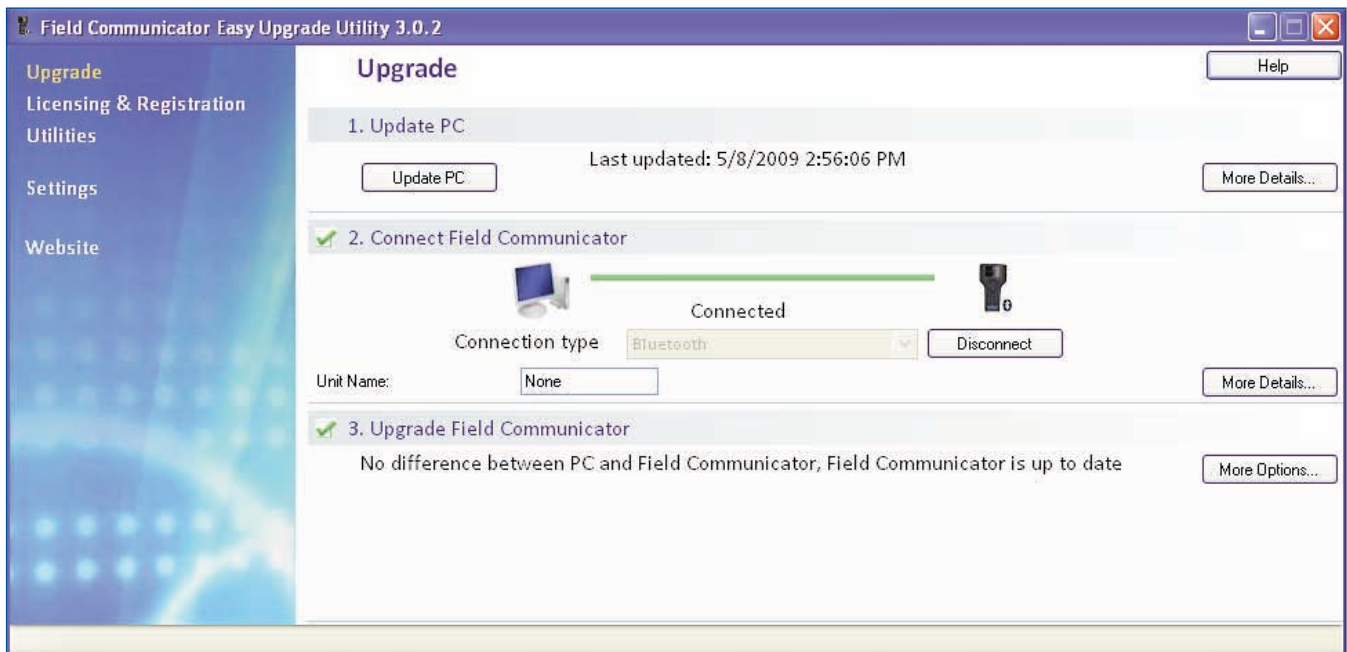 Field Communicator Easy Upgrade Utility 3.0.2
Upgrade
Licensing & Registration
Utilities
Settings
Website
Upgrade
Help
1. Update PC
Last updated: 5/8/2009 2:56:06 PM
Update PC
More Details...
2. Connect Field Communicator
Connected
Connection type
Bluetooth
Disconnect
Unit Name:
None
More Details...
3. Upgrade Field Communicator
No difference between PC and Field Communicator, Field Communicator is up to date
More Options...